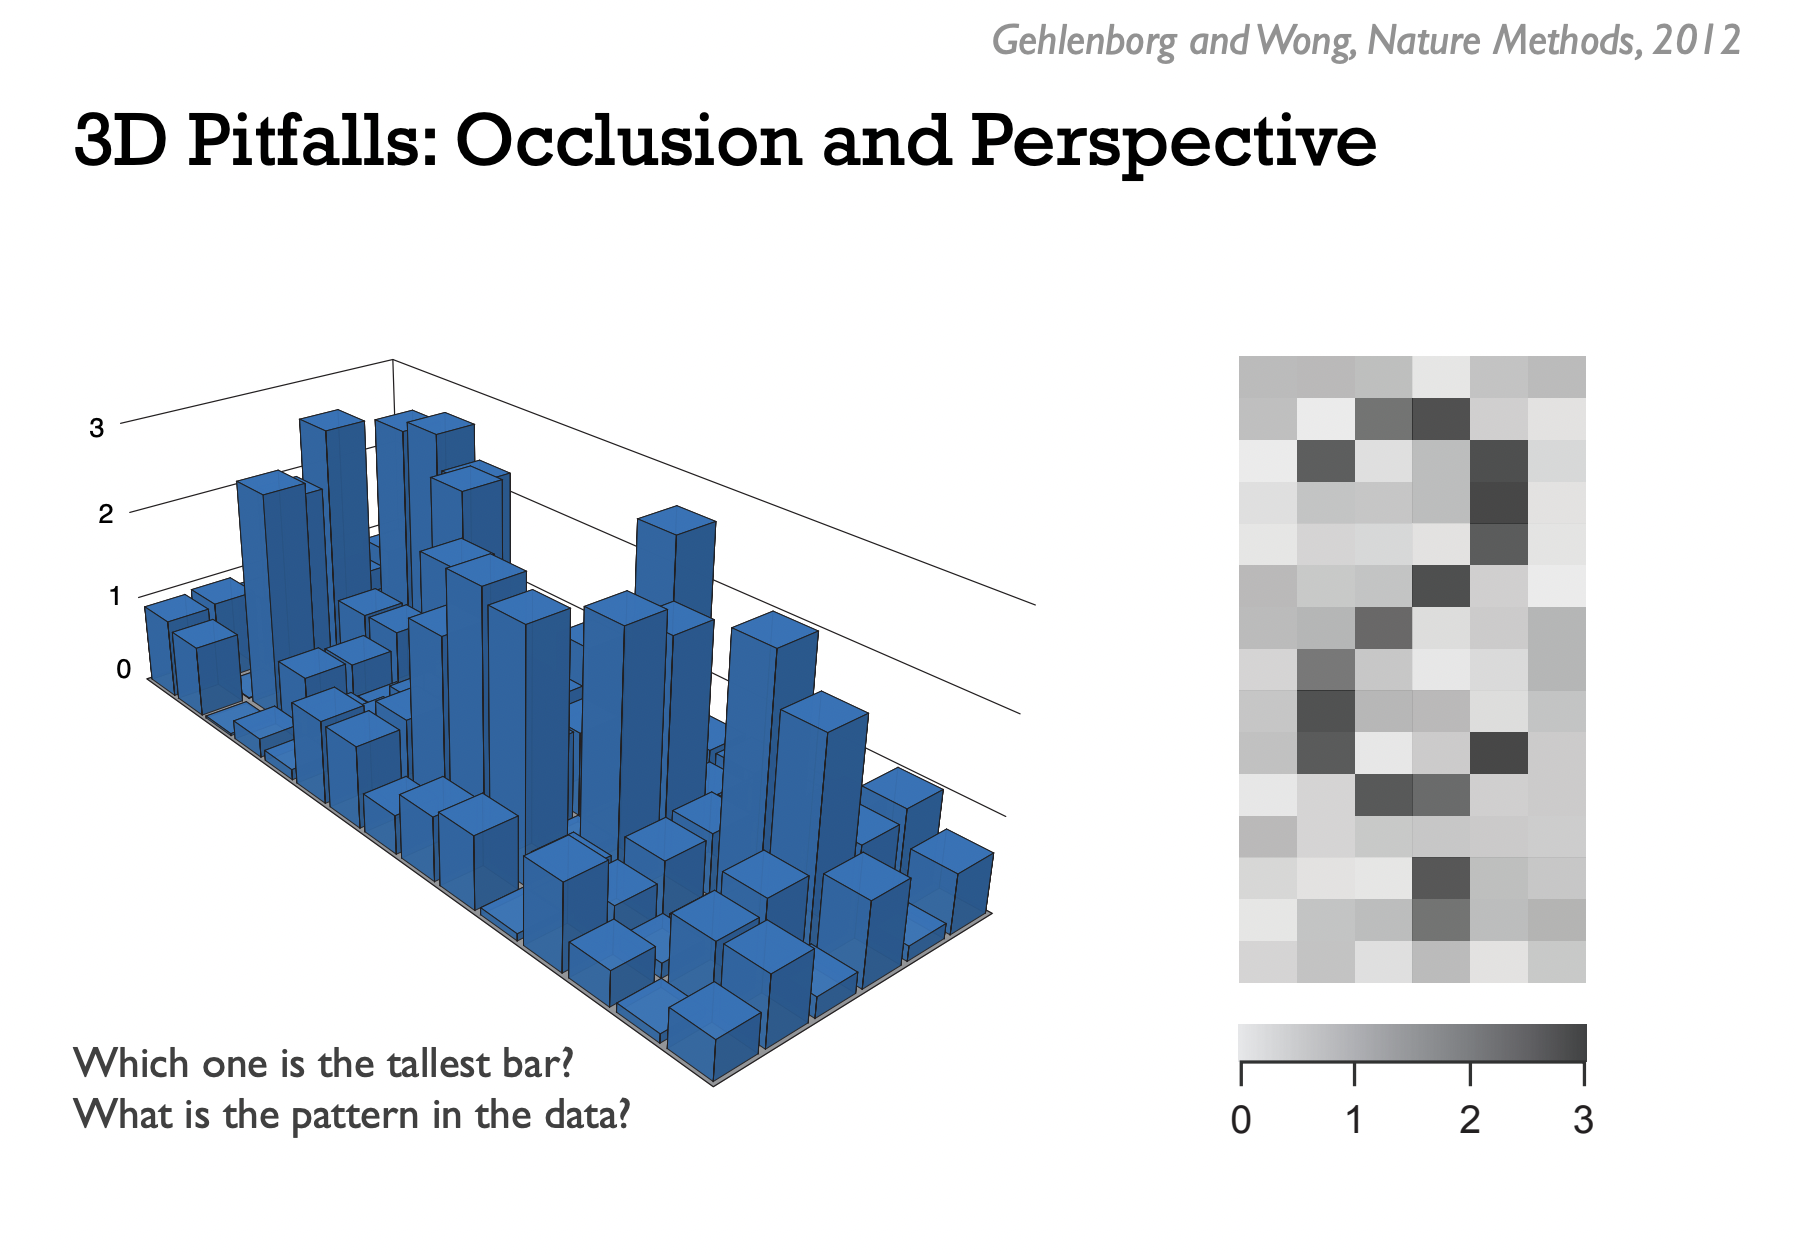 Gehlenborg and Wong, Nature Methods, 2012
3D Pitfalls: Occlusion and Perspective
3
2
1
0
Which one is the tallest bar?
What is the pattern in the data?
0 1 2 3